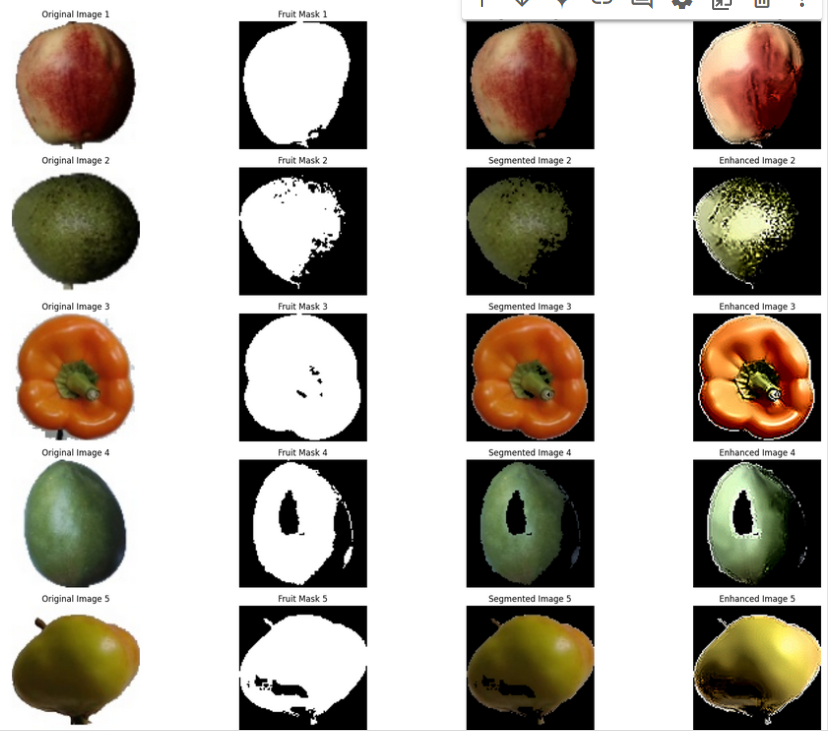 Original Image 1
Fruit Mask 1
Original Image 2
Fruit Mask 2
Segmented Image 2
Enhanced Image 2
Original Image 3
Fruit Mask 3
Segmented Image 3
Enhanced Image 3
Original Image 4
Fruit Mask 4
Segmented Image 4
Enhanced Image 4
Original Image 5
Fruit Mask 5
Segmented Image 5
Enhanced Image 5